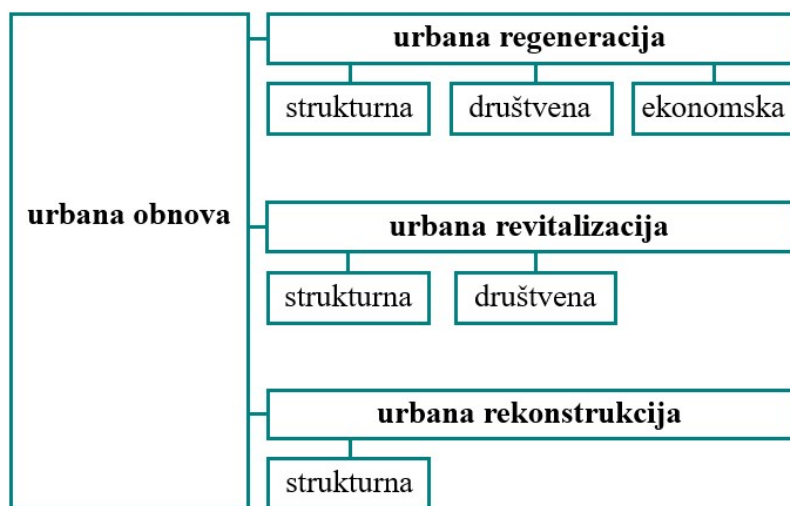 urbana obnova
urbana regeneracija
strukturna
društvena
ekonomska
urbana revitalizacija
strukturna
društvena
urbana rekonstrukcija
strukturna